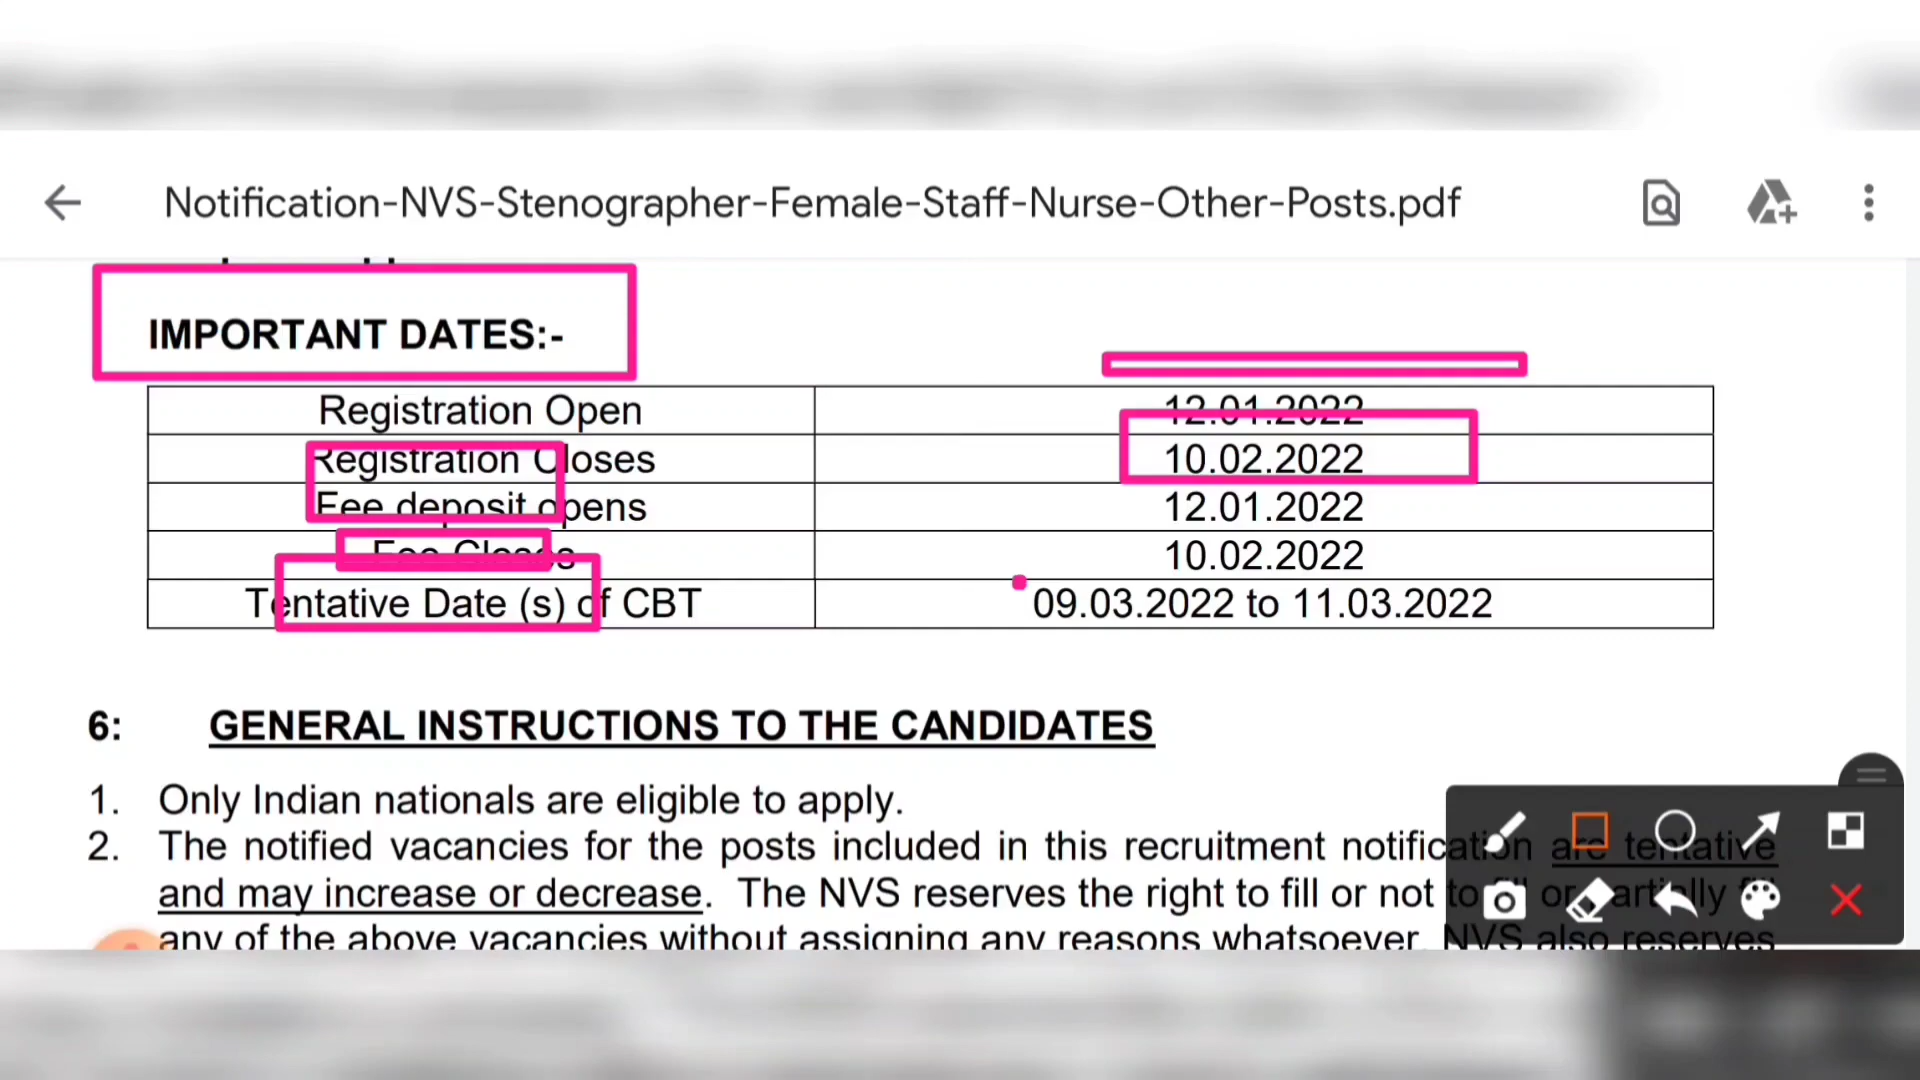 Notification-NVS-Stenographer-Female-Staff-Nurse-Other-Posts.pdf
IMPORTANT DATES:-
Registration Open 12.01.2022
Registration Closes 10.02.2022
Fee deposit opens 12.01.2022
Fee Closes 10.02.2022
Tentative Date (s) of CBT 09.03.2022 to 11.03.2022
6: GENERAL INSTRUCTIONS TO THE CANDIDATES
1. Only Indian nationals are eligible to apply.
2. The notified vacancies for the posts included in this recruitment notification are tentative
and may increase or decrease. The NVS reserves the right to fill or not to fill or partially
any of the above vacancies without assigning any reasons whatsoever. NVS also reserves